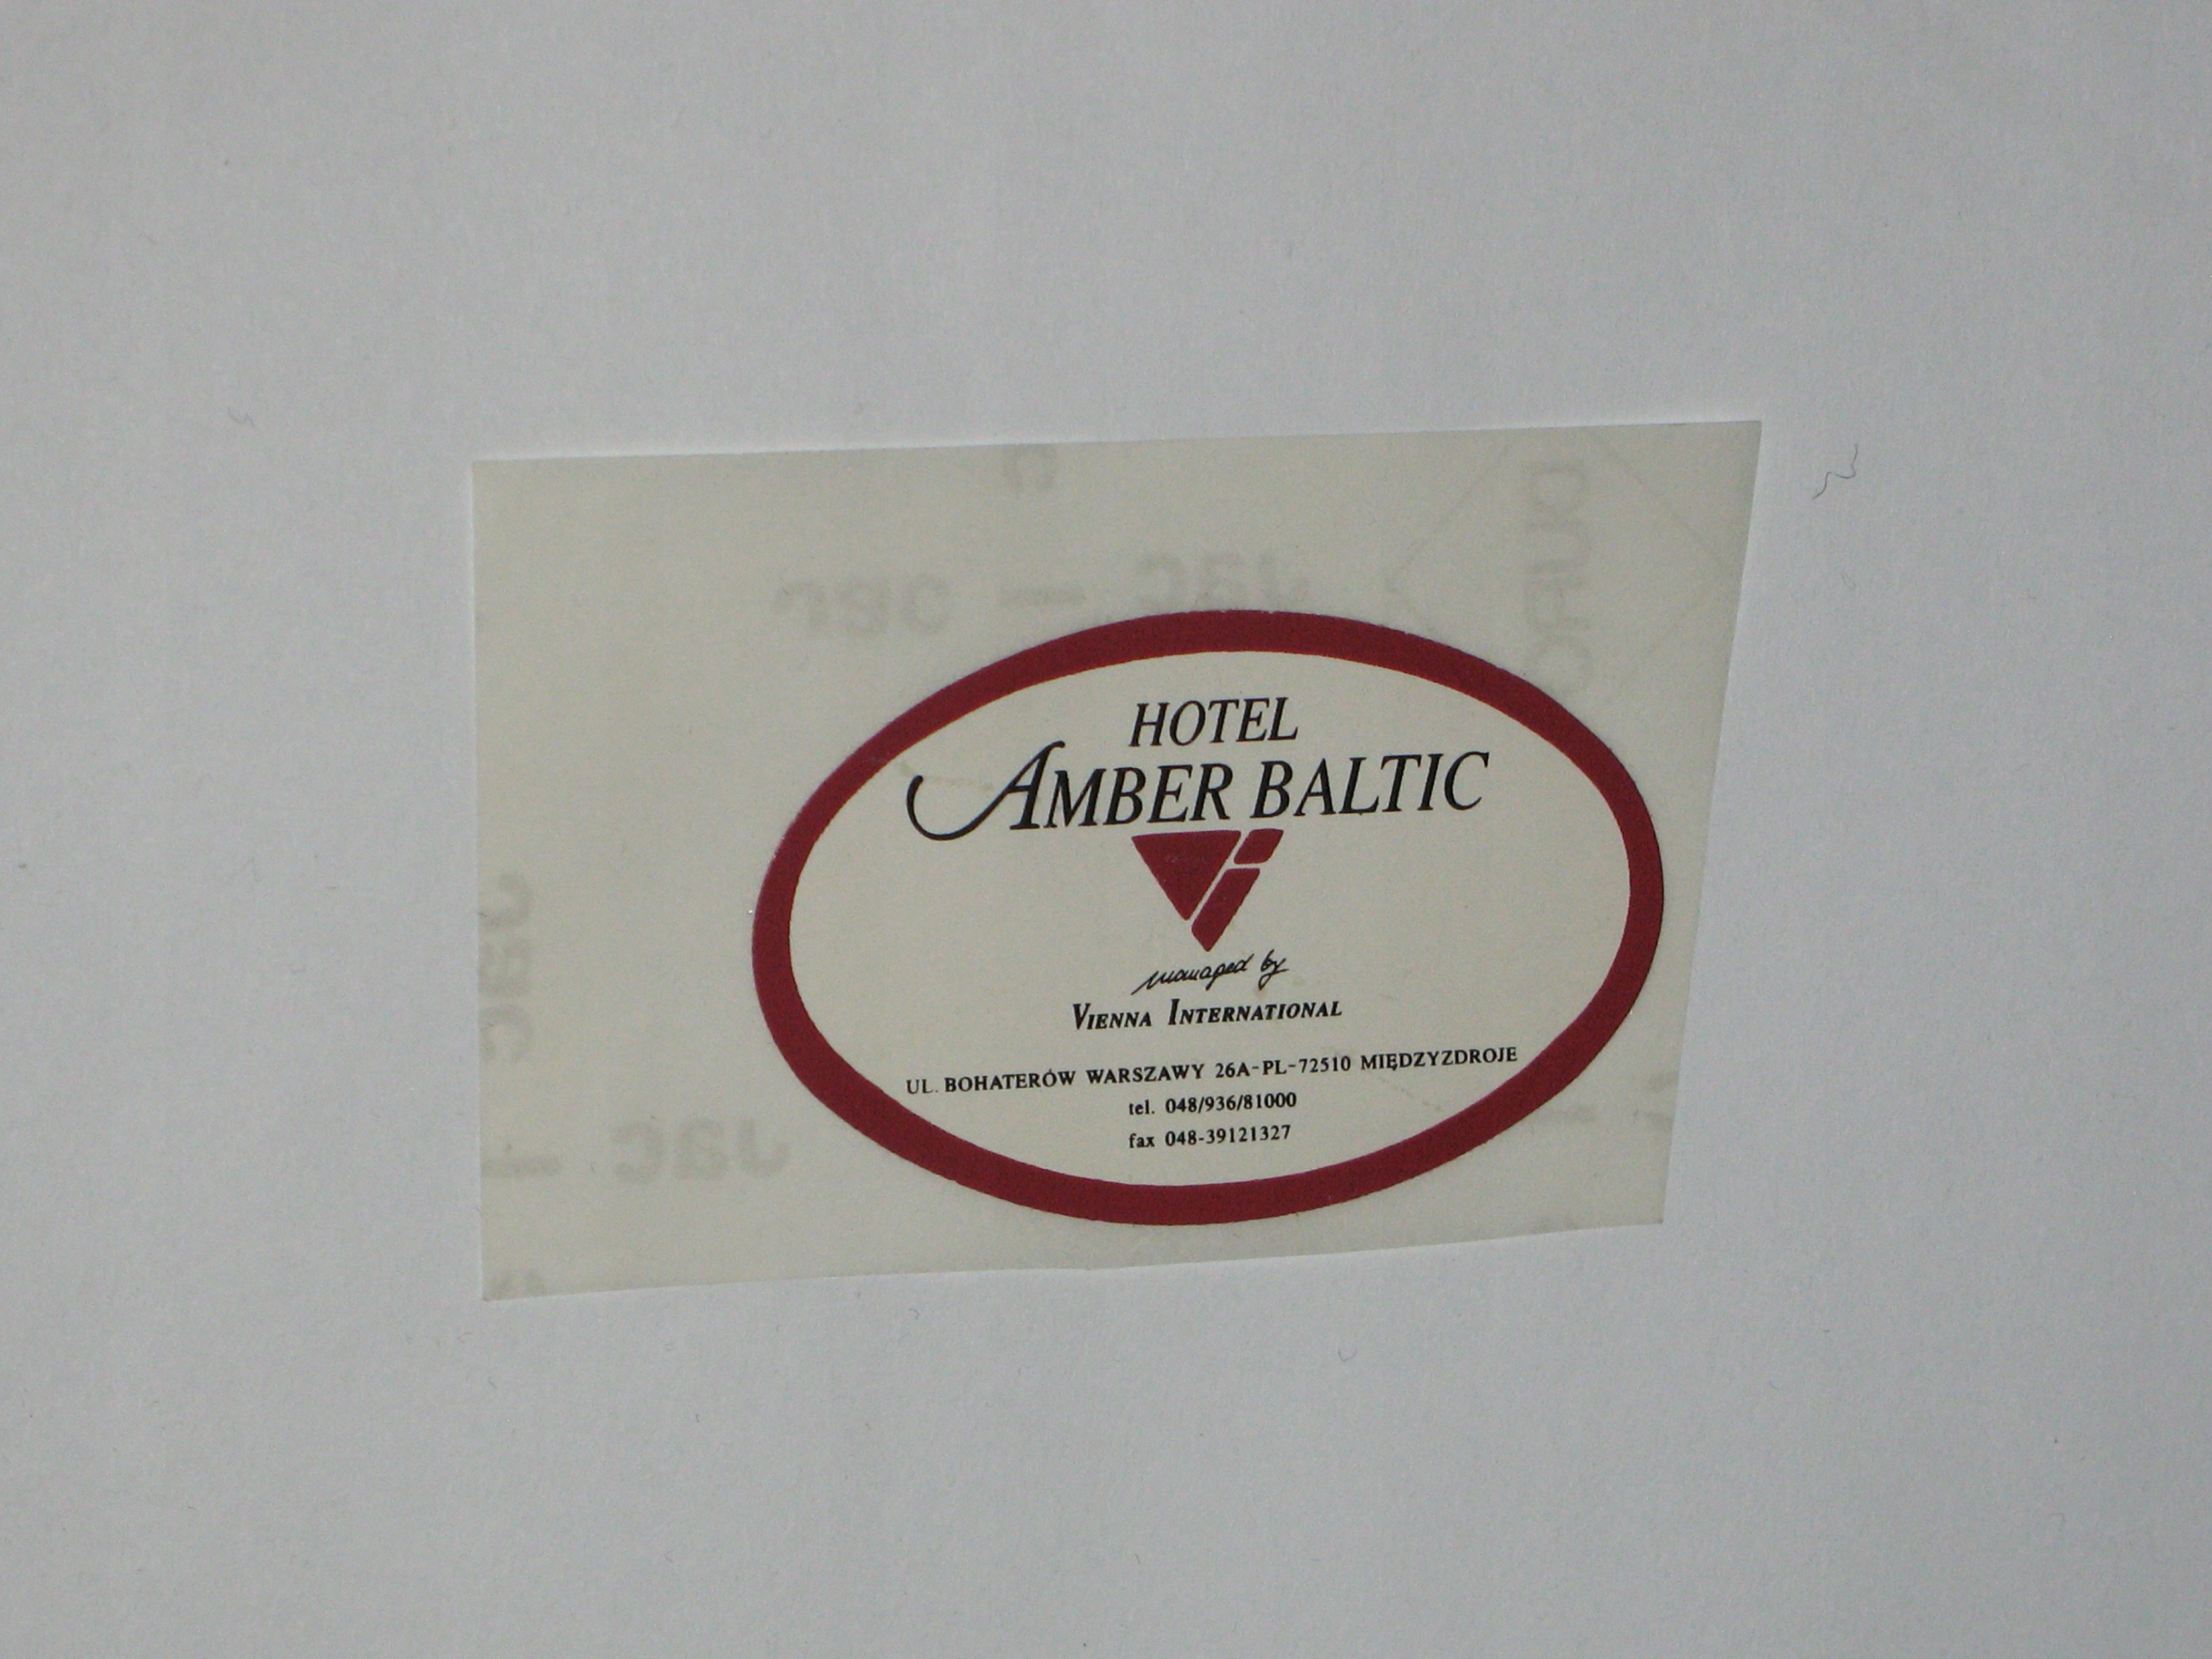 HOTEL
AMBER BALTIC
managed by
VIENNA INTERNATIONAL
UL. BOHATERÓW WARSZAWY 26A-PL-72510 MIĘDZYZDROJE
tel. 048/936/81000
fax 048-39121327